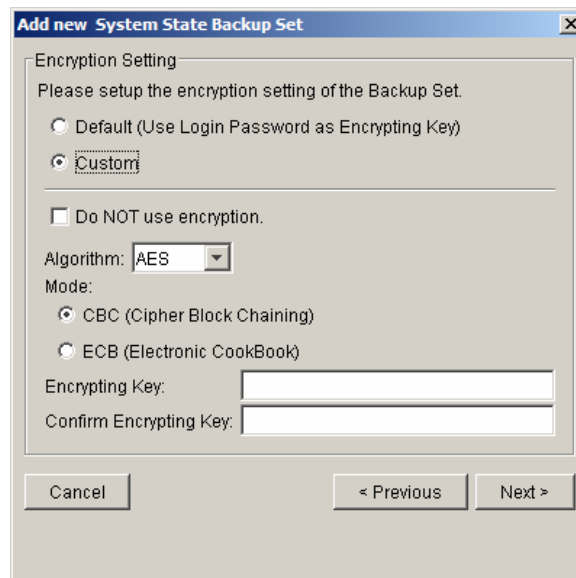 Add new System State Backup Set
Encryption Setting
Please setup the encryption setting of the Backup Set.
Default (Use Login Password as Encrypting Key)
Custom
Do NOT use encryption.
Algorithm: AES
Mode:
CBC (Cipher Block Chaining)
ECB (Electronic CookBook)
Encrypting Key:
Confirm Encrypting Key:
Cancel < Previous Next >